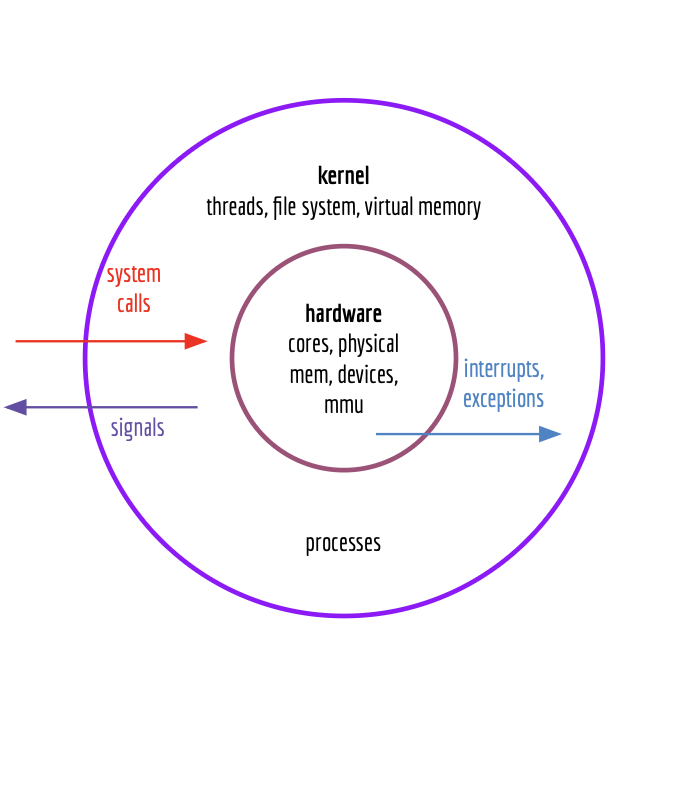 kernel
threads, file system, virtual memory
system
calls
hardware
cores, physical
mem, devices,
mmu
interrupts,
exceptions
signals
processes